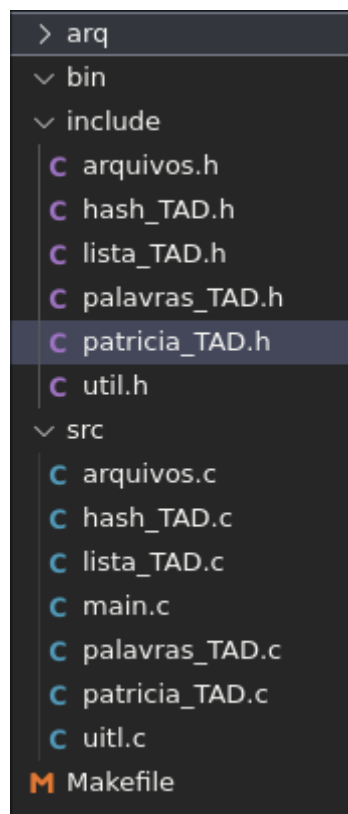 arq
bin
include
C arquivos.h
C hash_TAD.h
C lista_TAD.h
C palavras_TAD.h
C patricia_TAD.h
C util.h
src
C arquivos.c
C hash_TAD.c
C lista_TAD.c
C main.c
C palavras_TAD.c
C patricia_TAD.c
C uitl.c
M Makefile